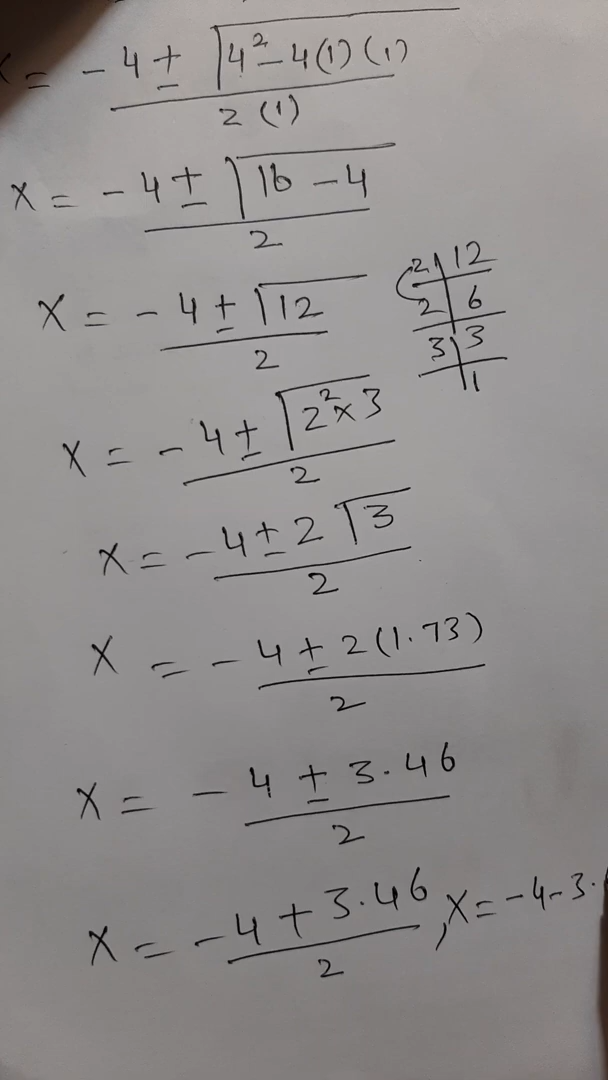 x = -4 ± √4²-4(1)(1) / 2(1)
x = -4 ± √16-4 / 2
x = -4 ± √12 / 2
2 | 12
2 | 6
3 | 3
1
x = -4 ± √2²×3 / 2
x = -4 ± 2√3 / 2
x = -4 ± 2(1.73) / 2
x = -4 ± 3.46 / 2
x = -4 + 3.46 / 2 , x = -4-3.